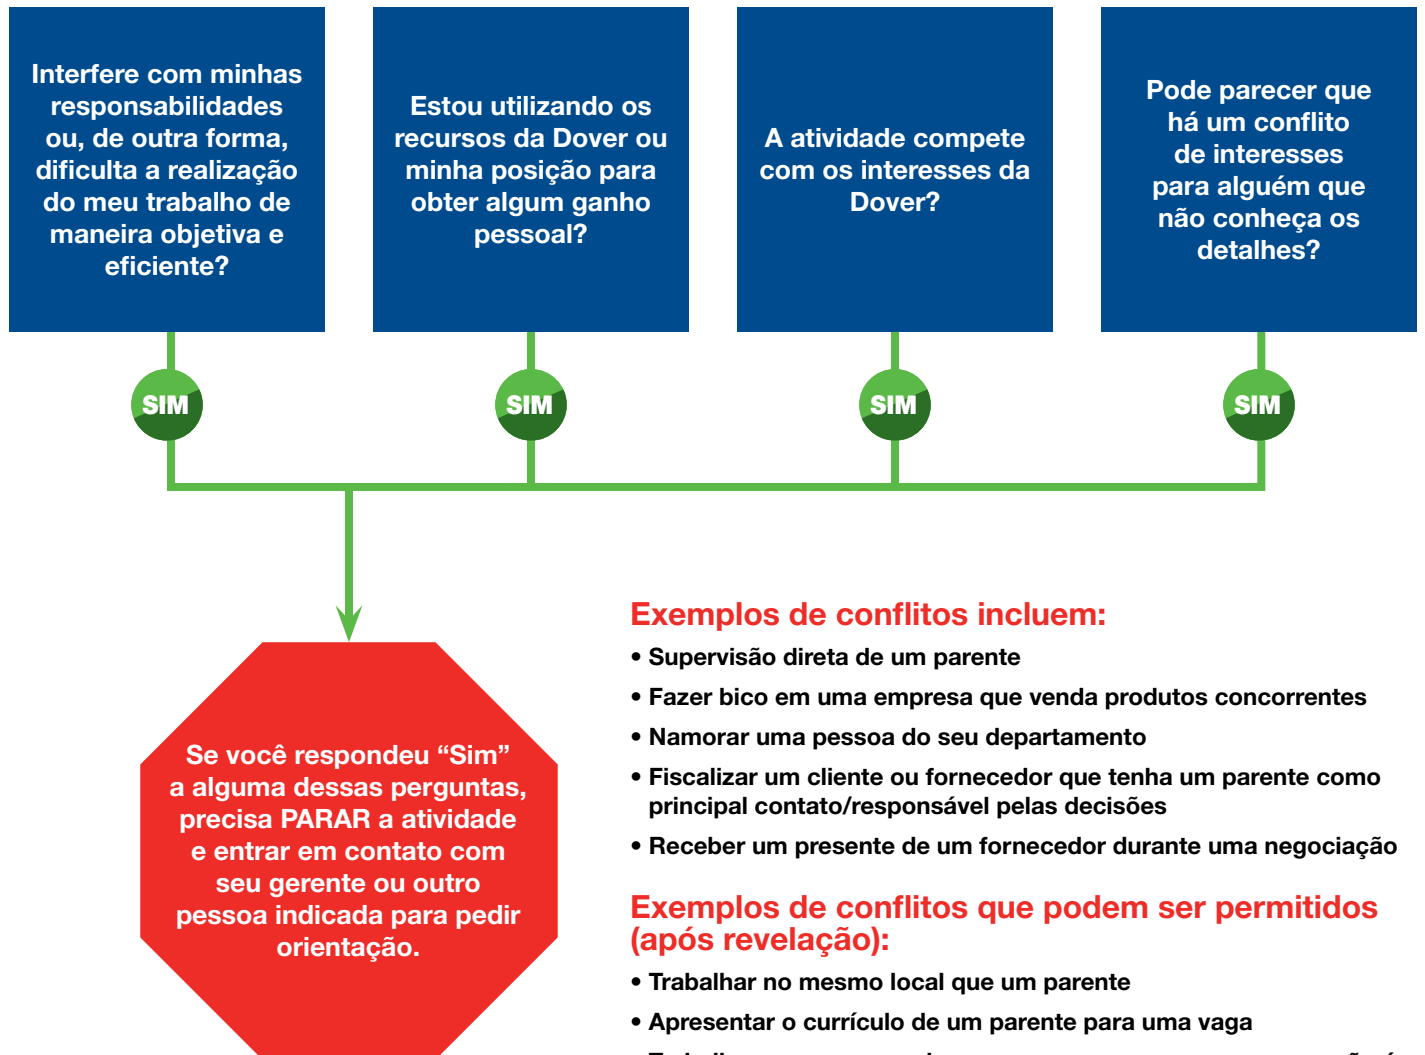 Interfere com minhas
responsabilidades
ou, de outra forma,
dificulta a realização
do meu trabalho de
maneira objetiva e
eficiente?
Estou utilizando os
recursos da Dover ou
minha posição para
obter algum ganho
pessoal?
A atividade compete
com os interesses da
Dover?
Pode parecer que
há um conflito
de interesses
para alguém que
não conheça os
detalhes?
SIM
SIM
SIM
SIM
Se você respondeu “Sim”
a alguma dessas perguntas,
precisa PARAR a atividade
e entrar em contato com
seu gerente ou outro
pessoa indicada para pedir
orientação.
Exemplos de conflitos incluem:
• Supervisão direta de um parente
• Fazer bico em uma empresa que venda produtos concorrentes
• Namorar uma pessoa do seu departamento
• Fiscalizar um cliente ou fornecedor que tenha um parente como
principal contato/responsável pelas decisões
• Receber um presente de um fornecedor durante uma negociação
Exemplos de conflitos que podem ser permitidos
(após revelação):
• Trabalhar no mesmo local que um parente
• Apresentar o currículo de um parente para uma vaga